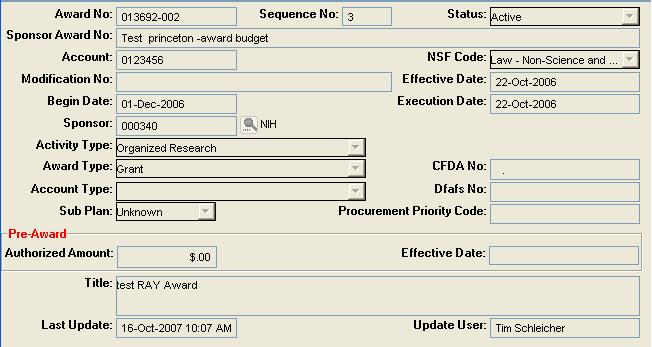 Award No: 013692-002 Sequence No: 3 Status: Active
Sponsor Award No: Test princeton -award budget
Account: 0123456 NSF Code: Law - Non-Science and ...
Modification No: Effective Date: 22-Oct-2006
Begin Date: 01-Dec-2006 Execution Date: 22-Oct-2006
Sponsor: 000340 NIH
Activity Type: Organized Research
Award Type: Grant CFDA No: .
Account Type: Dfafs No:
Sub Plan: Unknown Procurement Priority Code:
Pre-Award
Authorized Amount: $.00 Effective Date:
Title: test RAY Award
Last Update: 16-Oct-2007 10:07 AM Update User: Tim Schleicher